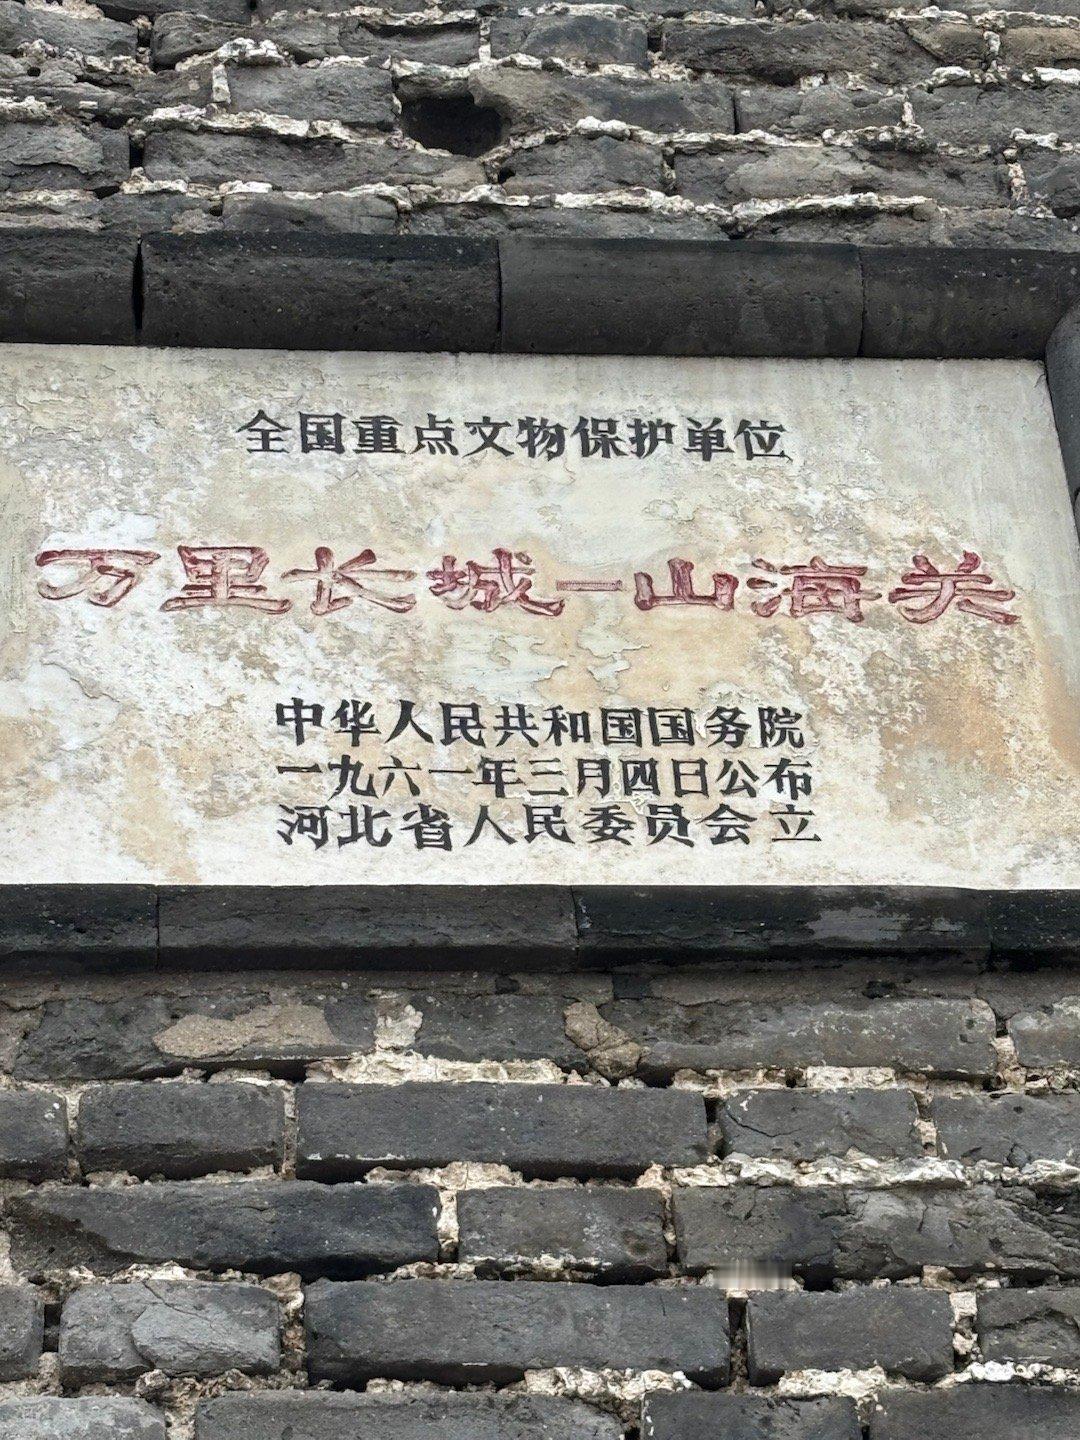 全国重点文物保护单位
万里长城—山海关
中华人民共和国国务院
一九六一年三月四日公布
河北省人民委员会立